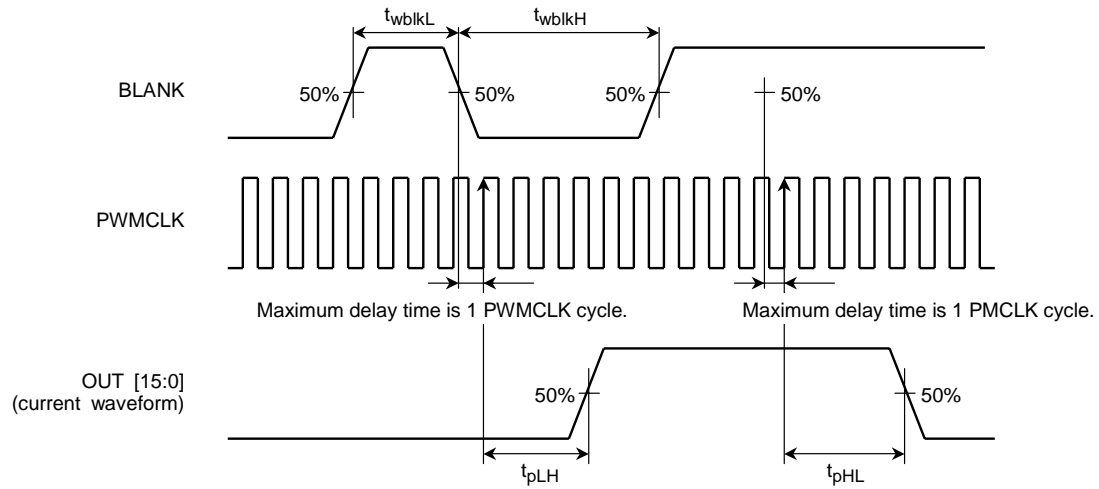 twblkL
twblkH
BLANK
50%
50%
50%
50%
PWMCLK
Maximum delay time is 1 PWMCLK cycle.
Maximum delay time is 1 PMCLK cycle.
OUT [15:0]
(current waveform)
50%
50%
tpLH
tpHL